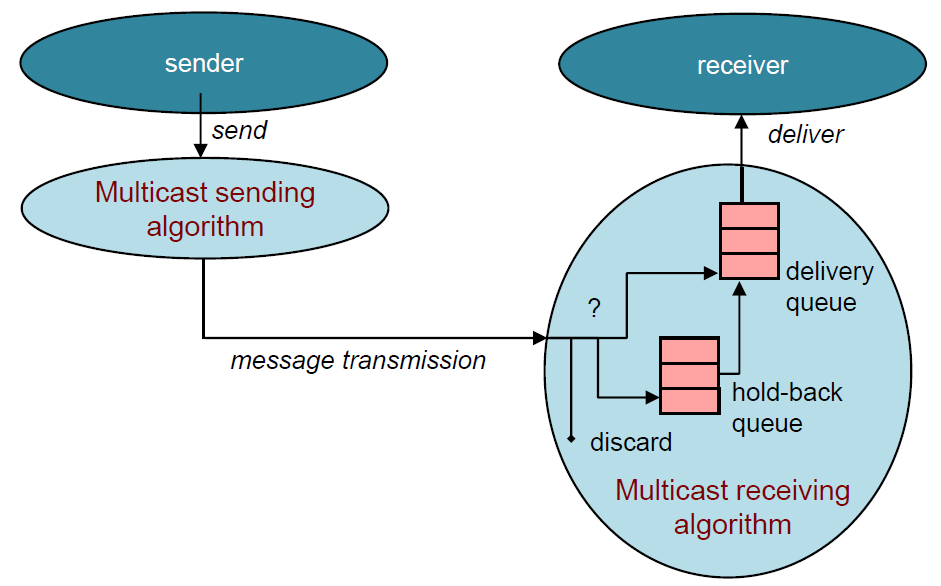 sender
receiver
send
deliver
Multicast sending
algorithm
delivery
queue
?
message transmission
hold-back
queue
discard
Multicast receiving
algorithm